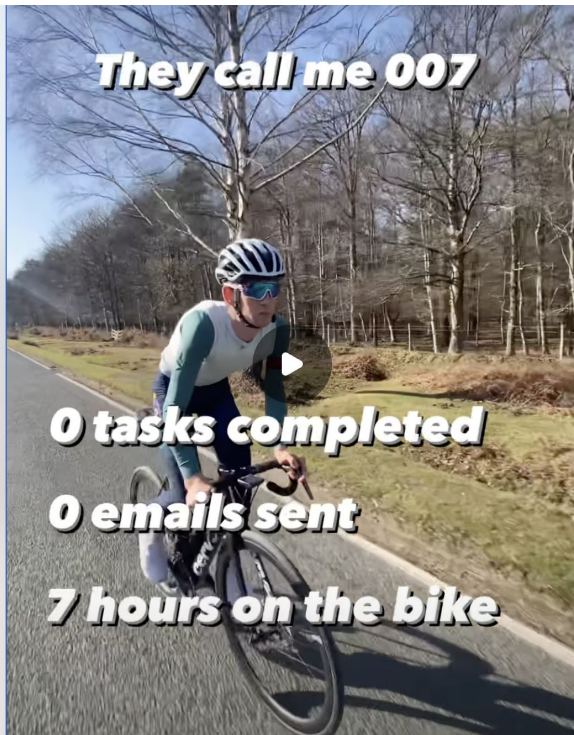 They call me 007
0 tasks completed
0 emails sent
7 hours on the bike